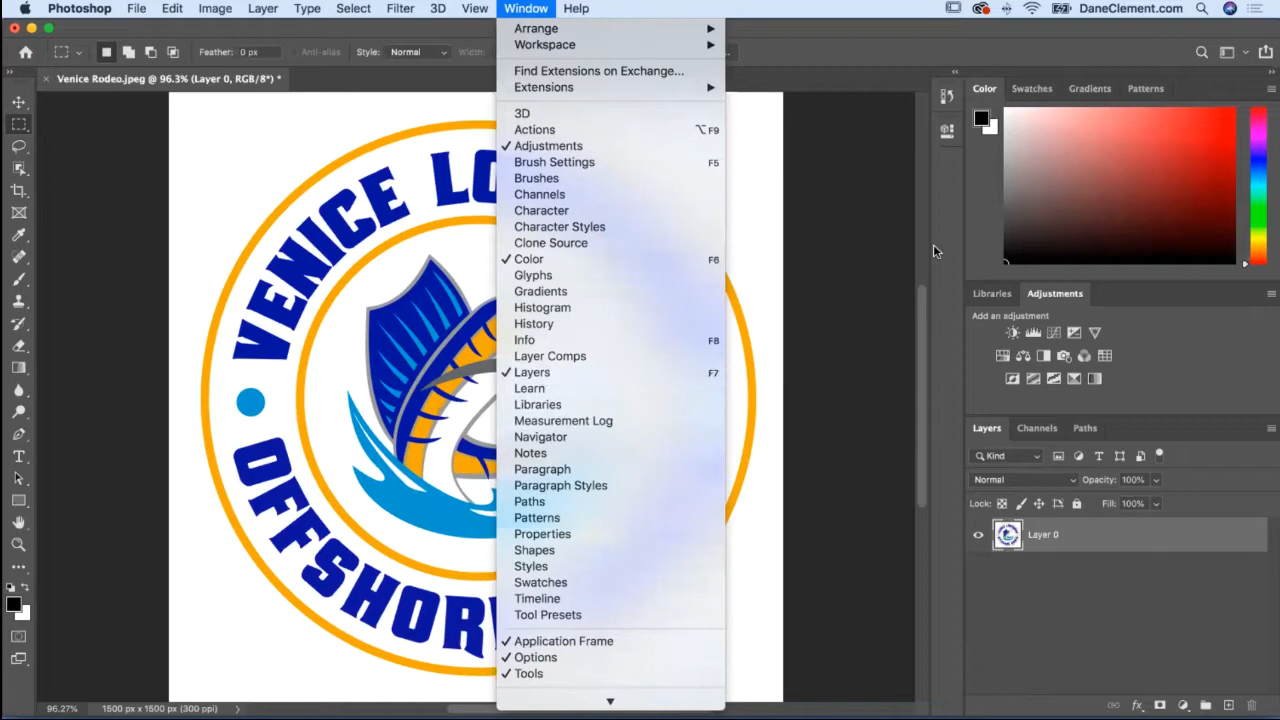 Photoshop File Edit Image Layer Type Select Filter 3D View Window Help DaneClement.com
Feather: 0 px Anti-alias Style: Normal Width:
Venice Rodeo.jpeg @ 96.3% (Layer 0, RGB/8*) *
Arrange
Workspace
Find Extensions on Exchange...
Extensions
3D
Actions ⌥F9
✓ Adjustments
Brush Settings F5
Brushes
Channels
Character
Character Styles
Clone Source
✓ Color F6
Glyphs
Gradients
Histogram
History
Info F8
Layer Comps
✓ Layers F7
Learn
Libraries
Measurement Log
Navigator
Notes
Paragraph
Paragraph Styles
Paths
Patterns
Properties
Shapes
Styles
Swatches
Timeline
Tool Presets
✓ Application Frame
✓ Options
✓ Tools
VENICE
OFFSHOR
Color Swatches Gradients Patterns
Libraries Adjustments
Add an adjustment
Layers Channels Paths
Kind
Normal Opacity: 100%
Lock: Fill: 100%
Layer 0
96.27% 1500 px x 1500 px (300 ppi)